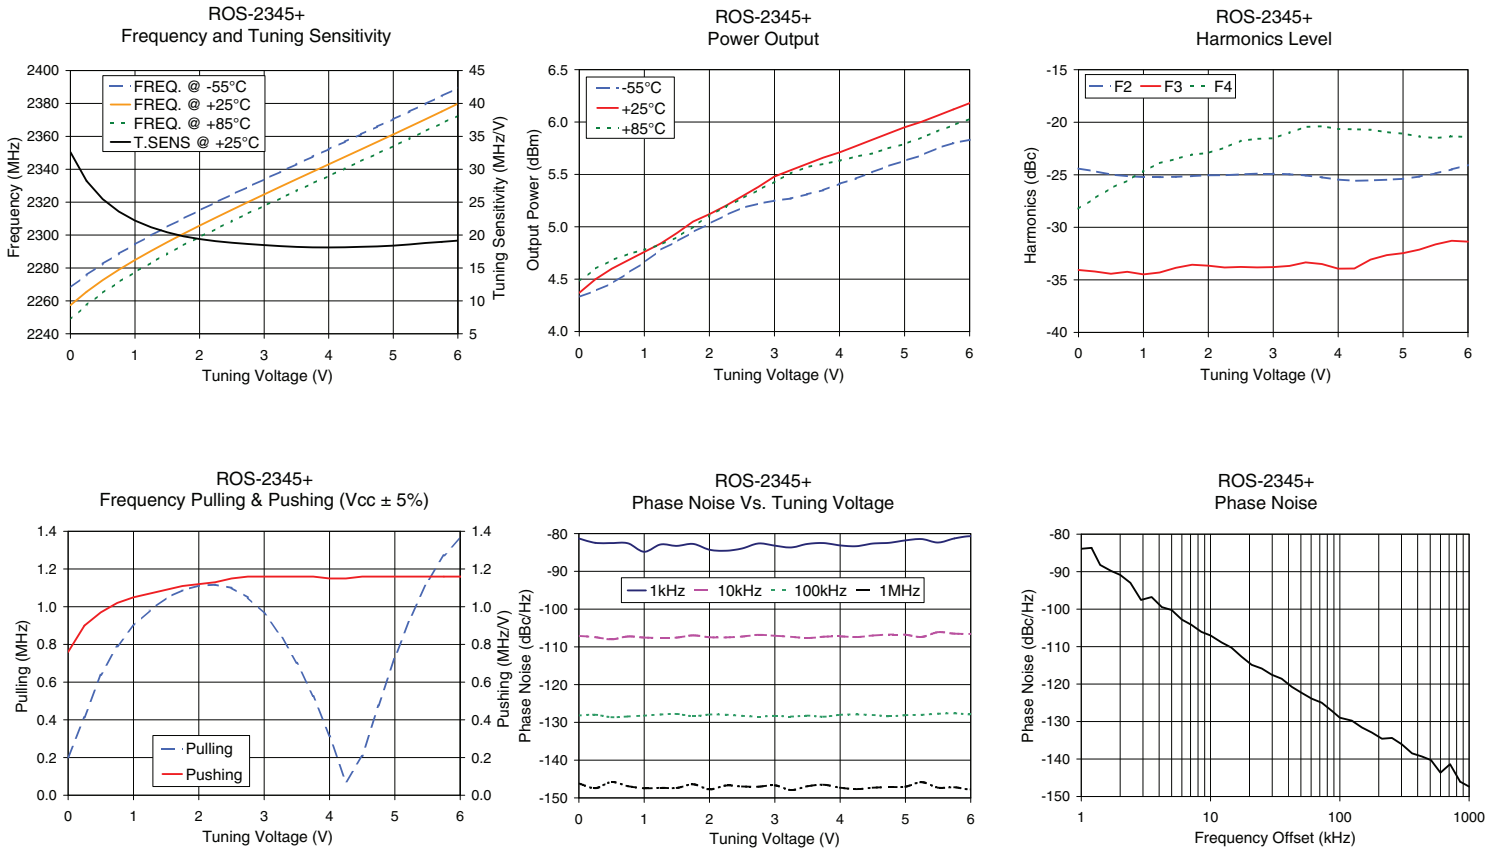 ROS-2345+
Frequency and Tuning Sensitivity
2400
2380
2360
2340
2320
2300
2280
2260
2240
45
40
35
30
25
20
15
10
5
FREQ. @ -55°C
FREQ. @ +25°C
FREQ. @ +85°C
T.SENS @ +25°C
Frequency (MHz)
Tuning Sensitivity (MHz/V)
0 1 2 3 4 5 6
Tuning Voltage (V)
ROS-2345+
Power Output
6.5
6.0
5.5
5.0
4.5
4.0
-55°C
+25°C
+85°C
Output Power (dBm)
0 1 2 3 4 5 6
Tuning Voltage (V)
ROS-2345+
Harmonics Level
-15
-20
-25
-30
-35
-40
F2 F3 F4
Harmonics (dBc)
0 1 2 3 4 5 6
Tuning Voltage (V)
ROS-2345+
Frequency Pulling & Pushing (Vcc ± 5%)
1.4
1.2
1.0
0.8
0.6
0.4
0.2
0.0
1.4
1.2
1.0
0.8
0.6
0.4
0.2
0.0
Pulling
Pushing
Pulling (MHz)
Pushing (MHz/V)
0 1 2 3 4 5 6
Tuning Voltage (V)
ROS-2345+
Phase Noise Vs. Tuning Voltage
-80
-90
-100
-110
-120
-130
-140
-150
1kHz 10kHz 100kHz 1MHz
Phase Noise (dBc/Hz)
0 1 2 3 4 5 6
Tuning Voltage (V)
ROS-2345+
Phase Noise
-80
-90
-100
-110
-120
-130
-140
-150
Phase Noise (dBc/Hz)
1 10 100 1000
Frequency Offset (kHz)